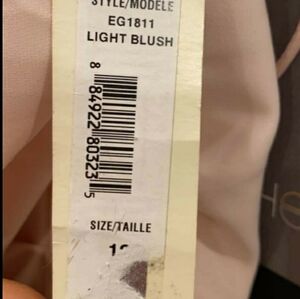 STYLE/MODELE
EG1811
LIGHT BLUSH
8 84922 80323 5
SIZE/TAILLE